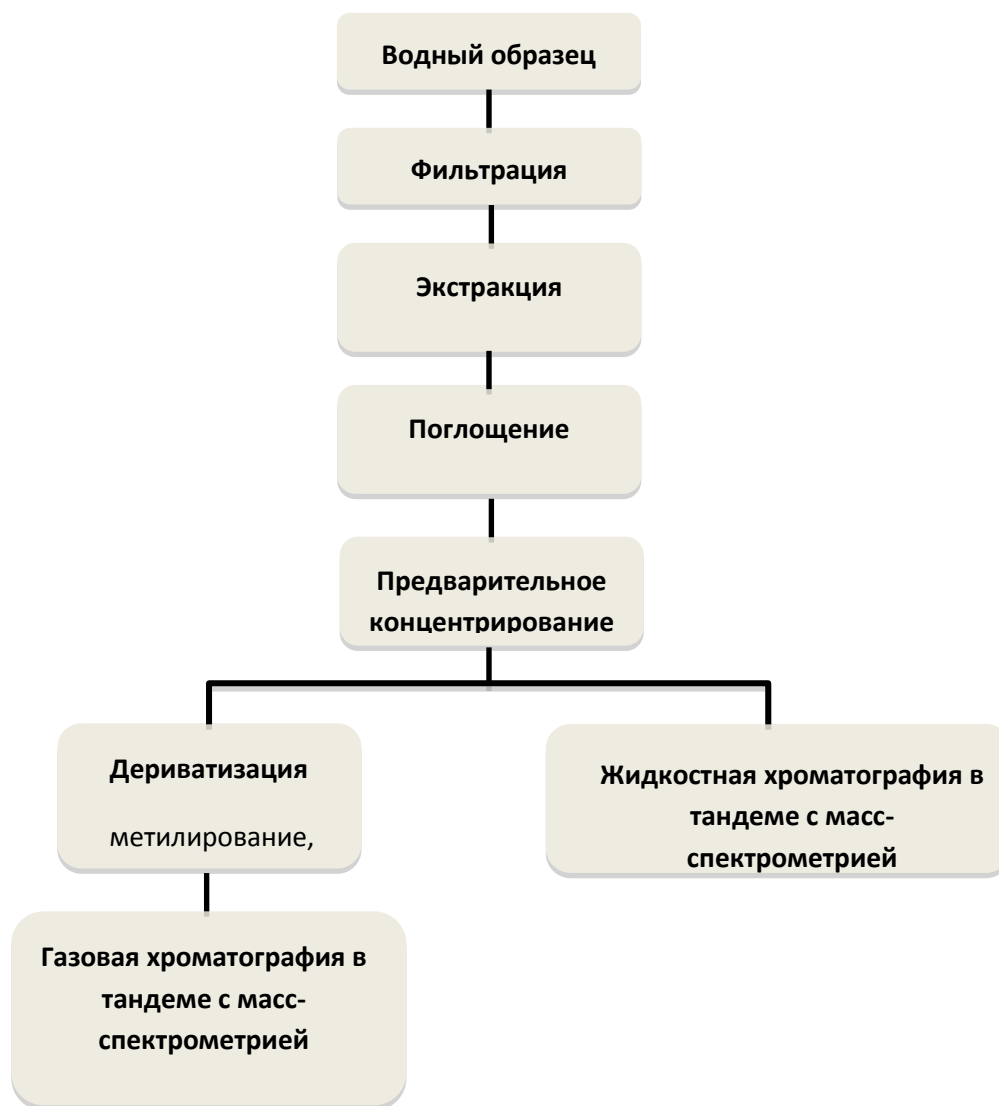 Водный образец
Фильтрация
Экстракция
Поглощение
Предварительное
концентрирование
Дериватизация
метилирование,
Жидкостная хроматография в
тандеме с масс-
спектрометрией
Газовая хроматография в
тандеме с масс-
спектрометрией